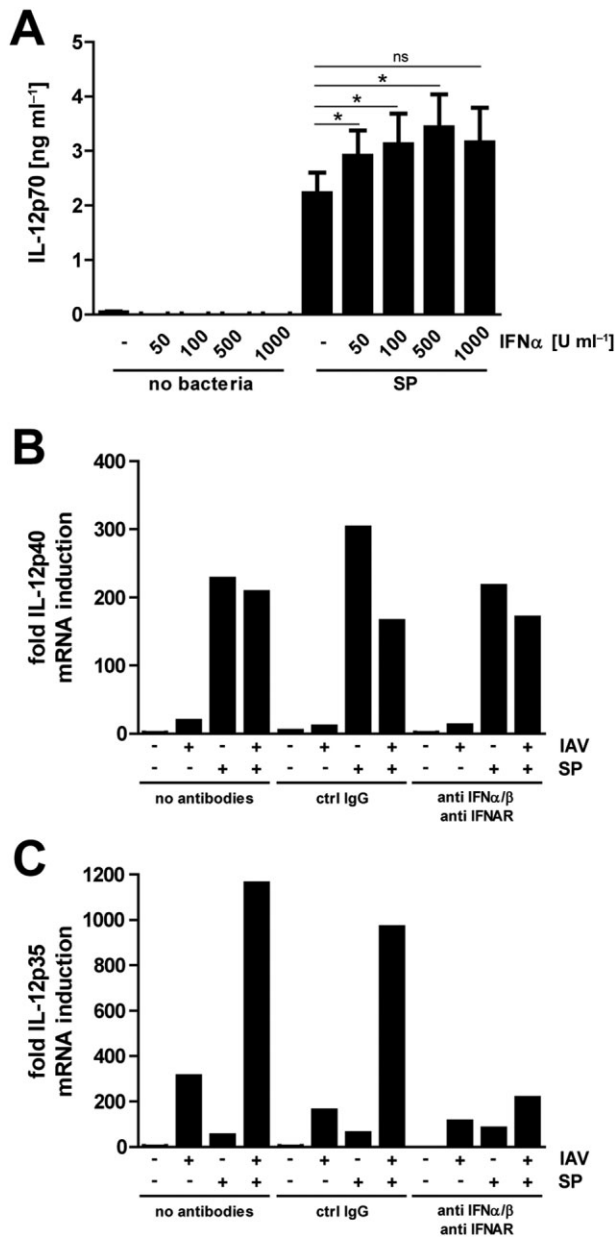 A
IL-12p70 [ng ml⁻¹]
5
4
3
2
1
0
ns
*
*
*
- 50 100 500 1000 - 50 100 500 1000 IFNα [U ml⁻¹]
no bacteria SP
B
fold IL-12p40
mRNA induction
400
300
200
100
0
- + - + - + - + - + - + IAV
- - + + - - + + - - + + SP
no antibodies ctrl IgG anti IFNα/β
anti IFNAR
C
fold IL-12p35
mRNA induction
1200
1000
800
600
400
200
0
- + - + - + - + - + - + IAV
- - + + - - + + - - + + SP
no antibodies ctrl IgG anti IFNα/β
anti IFNAR